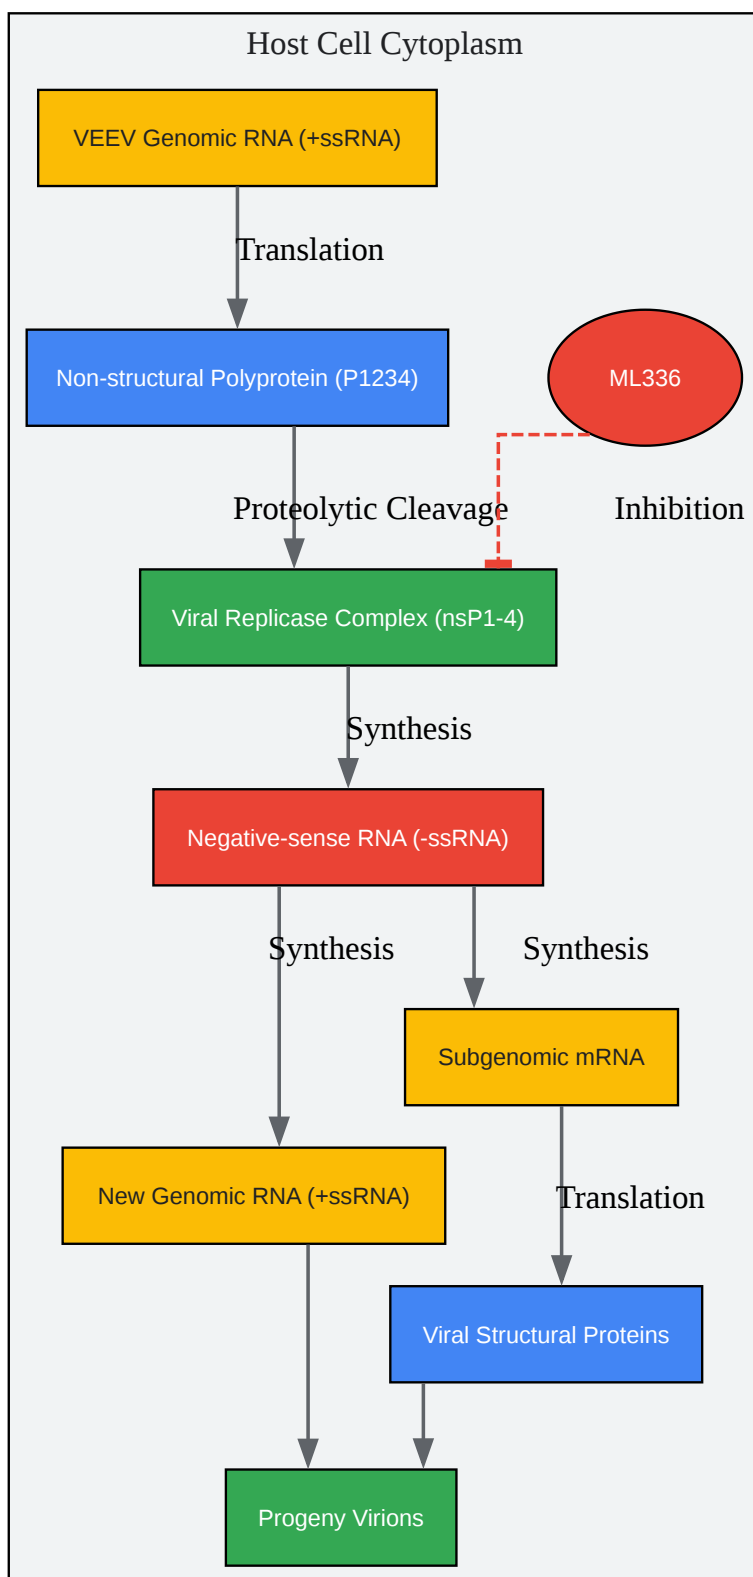 Host Cell Cytoplasm
VEEV Genomic RNA (+ssRNA)
Translation
Non-structural Polyprotein (P1234)
ML336
Proteolytic Cleavage
Inhibition
Viral Replicase Complex (nsP1-4)
Synthesis
Negative-sense RNA (-ssRNA)
Synthesis
Synthesis
Subgenomic mRNA
New Genomic RNA (+ssRNA)
Translation
Viral Structural Proteins
Progeny Virions